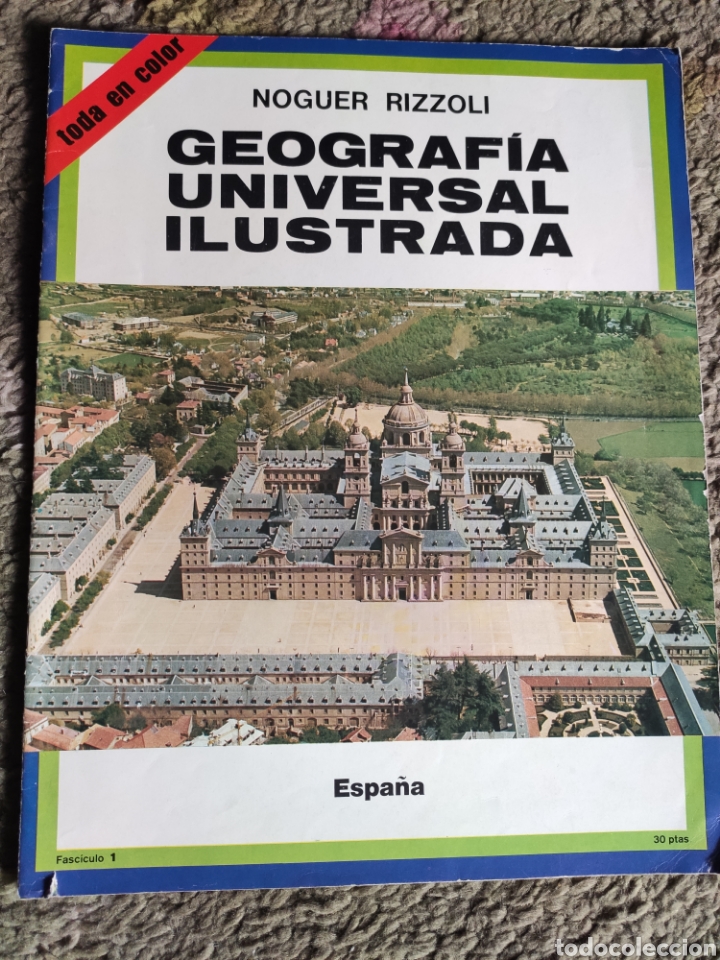 toda en color
NOGUER RIZZOLI
GEOGRAFÍA
UNIVERSAL
ILUSTRADA
España
Fascículo 1
30 ptas
todocoleccion